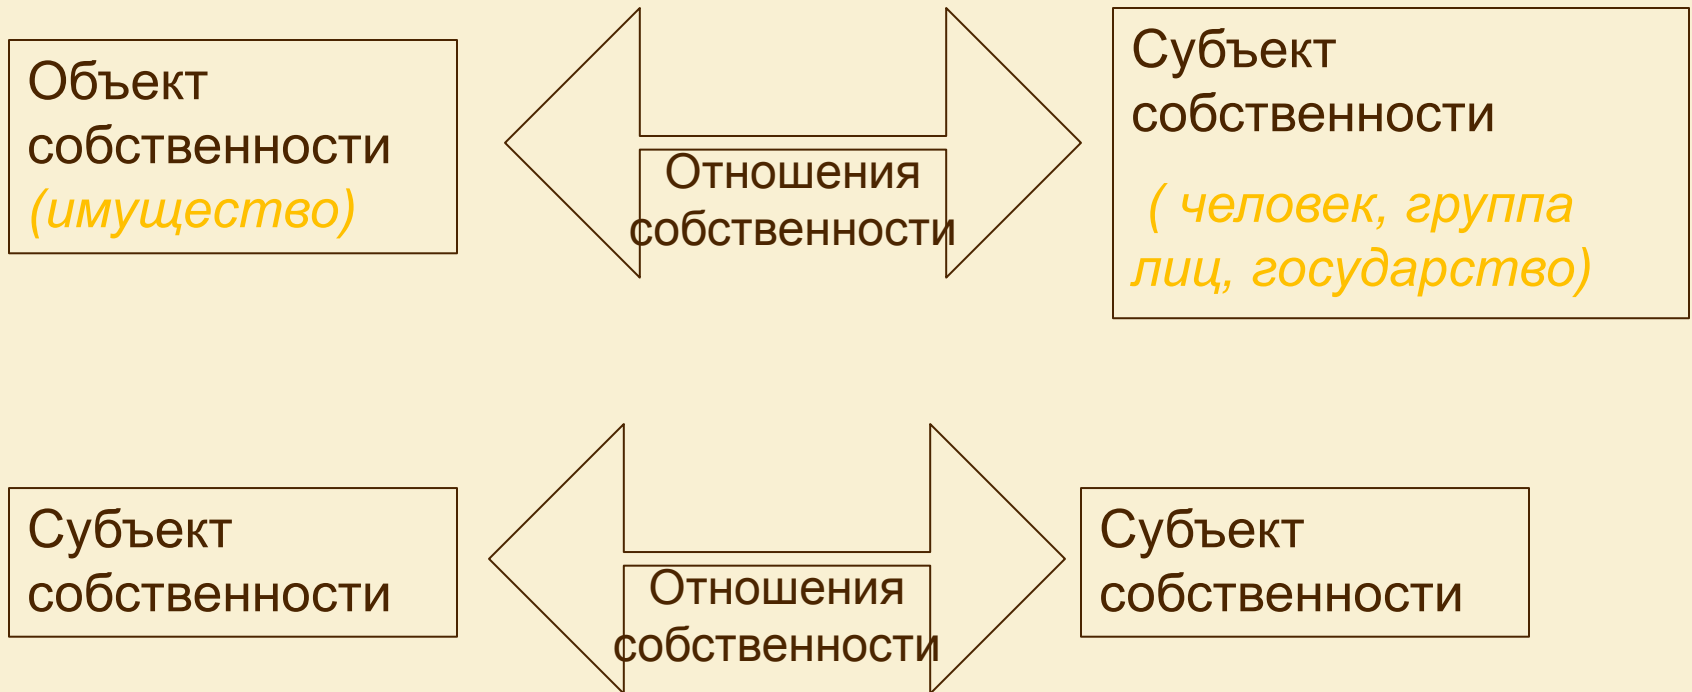 Объект
собственности
(имущество)
Отношения
собственности
Субъект
собственности
( человек, группа
лиц, государство)
Субъект
собственности
Отношения
собственности
Субъект
собственности